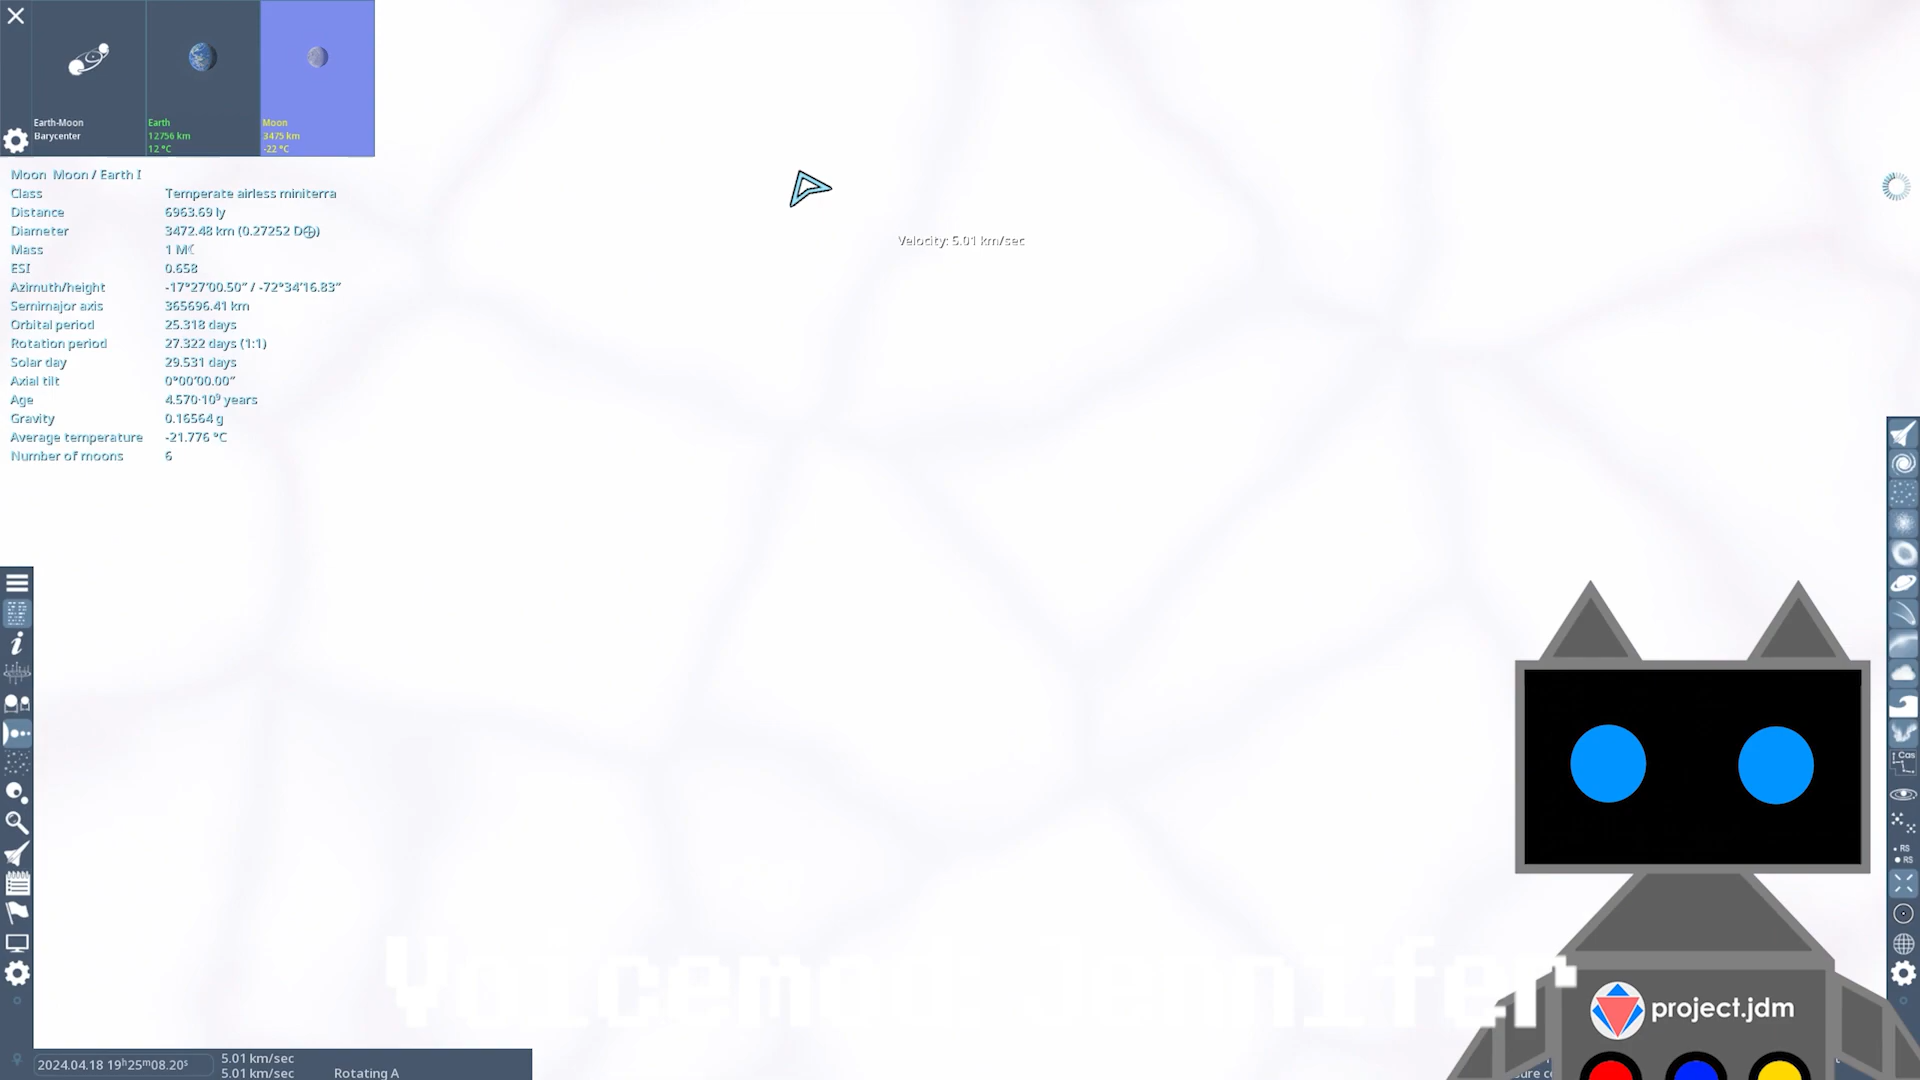 Earth-Moon
Barycenter
Earth
12756 km
12 °C
Moon
3475 km
-22 °C
Moon Moon / Earth I
Class Temperate airless miniterra
Distance 6963.69 ly
Diameter 3472.48 km (0.27252 D⊕)
Mass 1 M☾
ESI 0.658
Azimuth/height -17°27'00.50" / -72°34'16.83"
Semimajor axis 365696.41 km
Orbital period 25.318 days
Rotation period 27.322 days (1:1)
Solar day 29.531 days
Axial tilt 0°00'00.00"
Age 4.570·10⁹ years
Gravity 0.16564 g
Average temperature -21.776 °C
Number of moons 6
Velocity: 5.01 km/sec
Cas
RS
RS
project.jdm
2024.04.18 19ʰ25ᵐ08.20ˢ
5.01 km/sec
5.01 km/sec
Rotating A